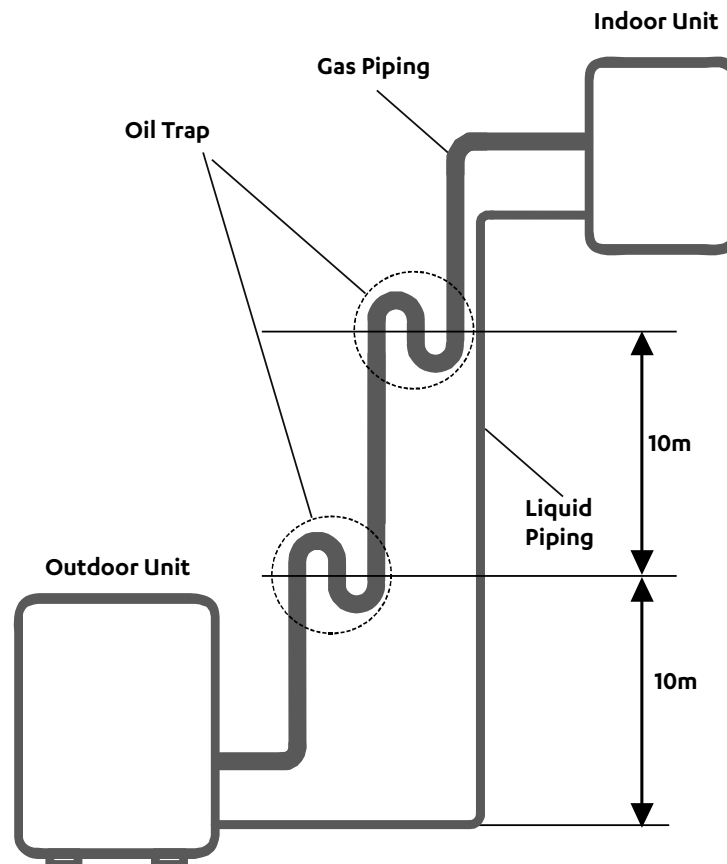 Indoor Unit
Gas Piping
Oil Trap
10m
Liquid
Piping
Outdoor Unit
10m